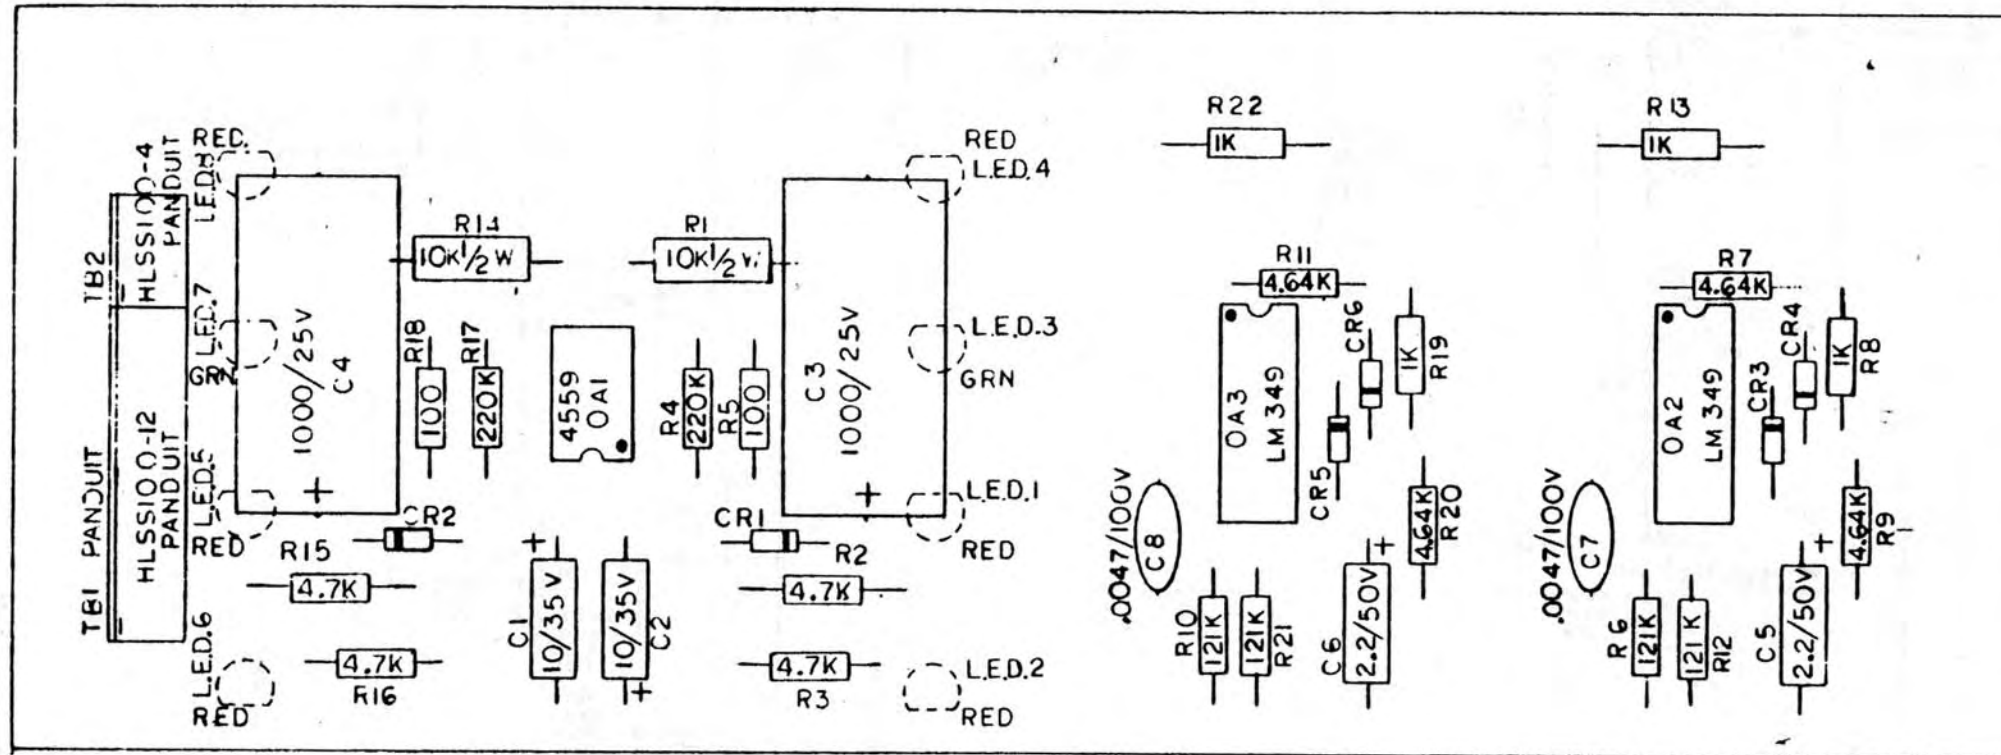 TB2
HLSS100-4
PANDUIT
TB1 PANDUIT
HLSS100-12
PANDUIT
RED
L.E.D.8
L.E.D.7
GRN
L.E.D.5
RED
L.E.D.6
RED
1000/25V
C4
R14
10K 1/2 W
R18
100
R17
220K
4559
OA1
CR2
R15
4.7K
4.7K
R16
C1
10/35V
10/35V
C2
R1
10K 1/2 W
R4
220K
R5
100
C3
1000/25V
RED
L.E.D.4
L.E.D.3
GRN
L.E.D.1
RED
CR1
R2
4.7K
4.7K
R3
L.E.D.2
RED
R22
1K
R11
4.64K
OA3
LM349
CR6
1K
R19
CR5
4.64K
R20
.0047/100V
C8
R10
121K
121K
R21
C6
2.2/50V
+
R13
1K
R7
4.64K
OA2
LM349
CR4
1K
R8
CR3
4.64K
R9
.0047/100V
C7
R6
121K
121K
R12
C5
2.2/50V
+